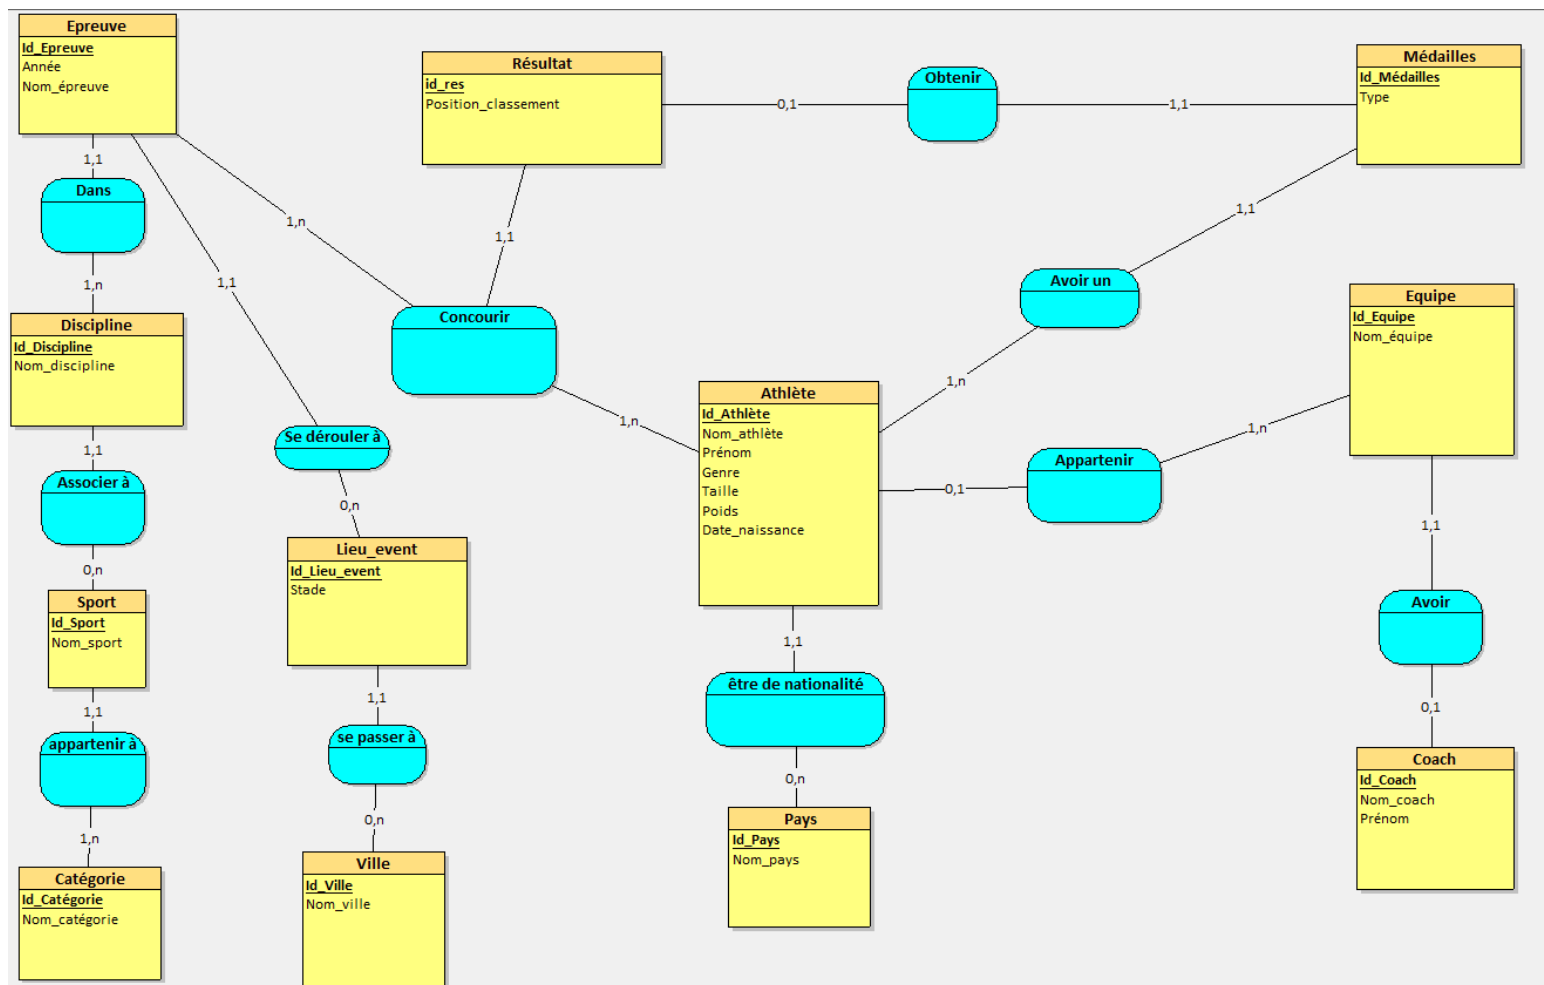 Epreuve
Id_Epreuve
Année
Nom_épreuve
1,1
Dans
1,n
Discipline
Id_Discipline
Nom_discipline
1,1
Associer à
0,n
Sport
Id_Sport
Nom_sport
1,1
appartenir à
1,n
Catégorie
Id_Catégorie
Nom_catégorie
1,n
1,1
Se dérouler à
0,n
Lieu_event
Id_Lieu_event
Stade
1,1
se passer à
0,n
Ville
Id_Ville
Nom_ville
Résultat
id_res
Position_classement
1,1
Concourir
1,n
0,1
Obtenir
1,1
Médailles
Id_Médailles
Type
1,1
Avoir un
1,n
Athlète
Id_Athlète
Nom_athlète
Prénom
Genre
Taille
Poids
Date_naissance
0,1
Appartenir
1,n
Equipe
Id_Equipe
Nom_équipe
1,1
Avoir
0,1
Coach
Id_Coach
Nom_coach
Prénom
1,1
être de nationalité
0,n
Pays
Id_Pays
Nom_pays